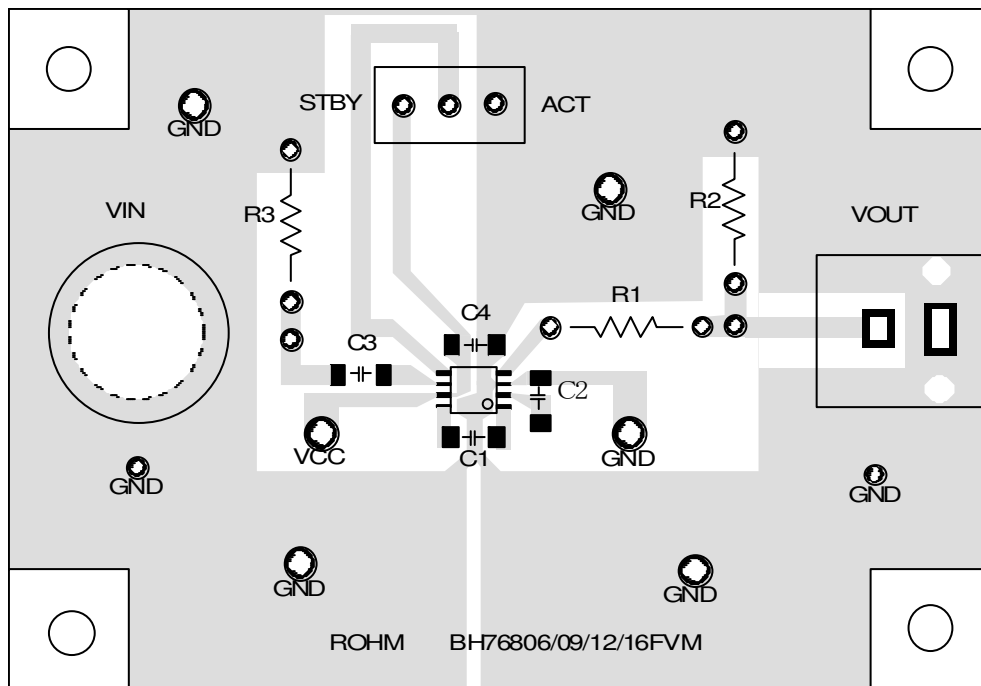 STBY
ACT
GND
VIN
R3
GND
R2
VOUT
R1
C4
C3
C2
VCC
C1
GND
GND
GND
GND
GND
ROHM BH76806/09/12/16FVM